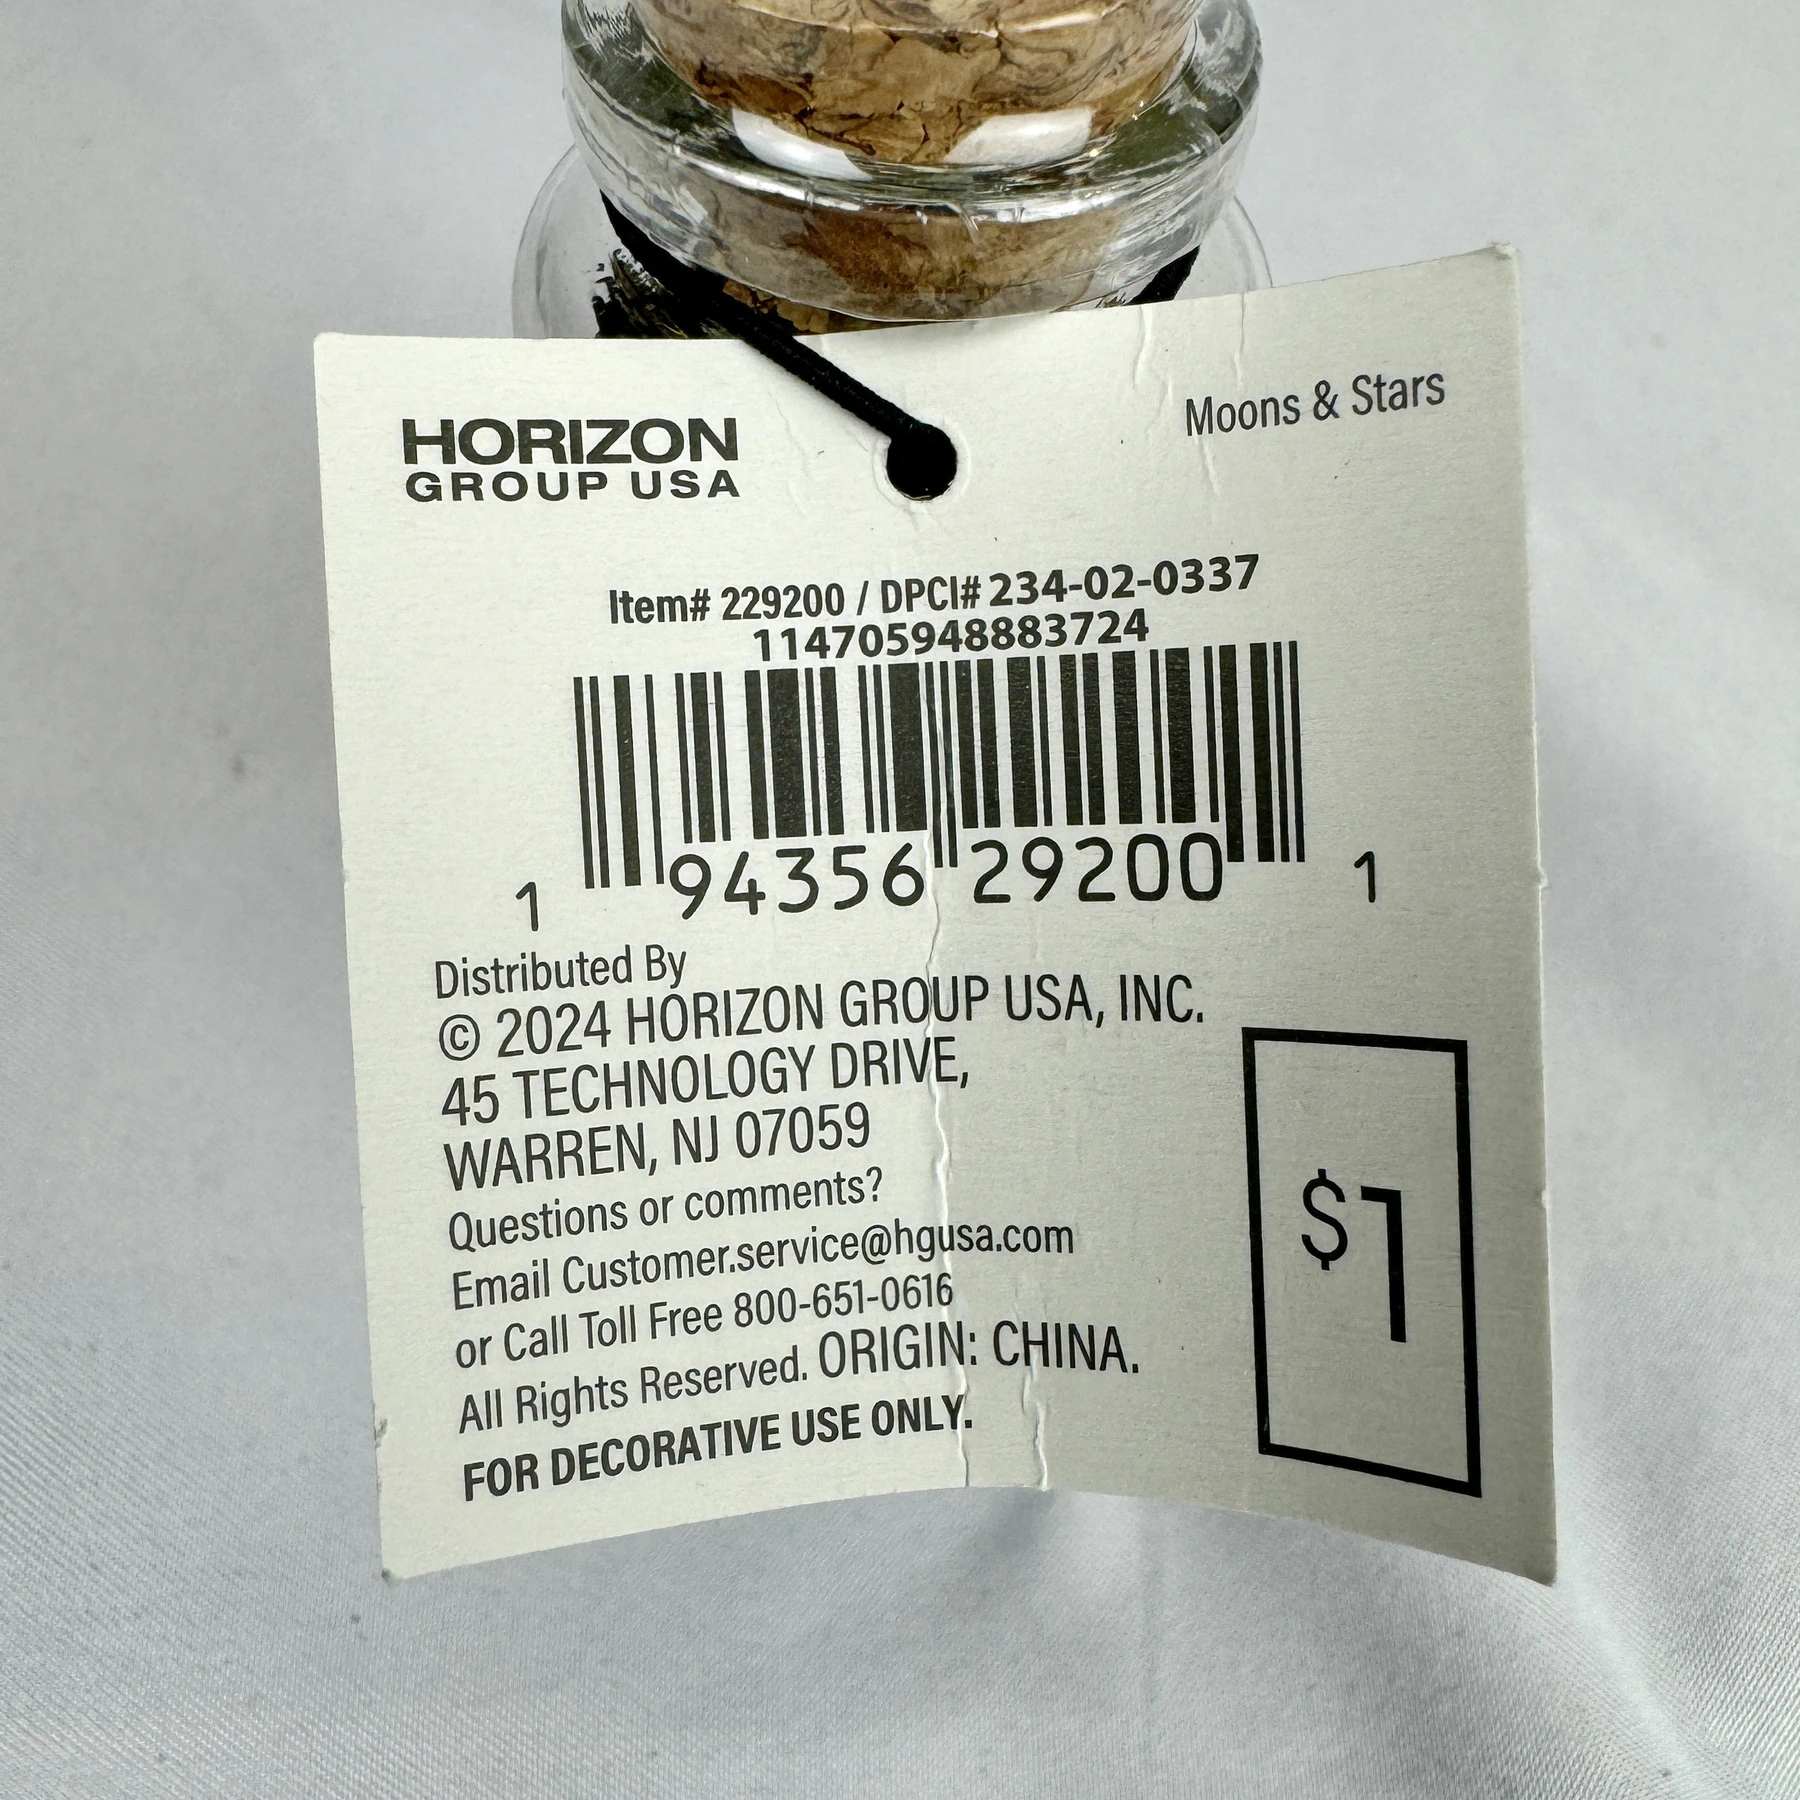 HORIZON
GROUP USA
Moons & Stars
Item# 229200 / DPCI# 234-02-0337
114705948883724
1 94356 29200 1
Distributed By
© 2024 HORIZON GROUP USA, INC.
45 TECHNOLOGY DRIVE,
WARREN, NJ 07059
Questions or comments?
Email Customer.service@hgusa.com
or Call Toll Free 800-651-0616
All Rights Reserved. ORIGIN: CHINA.
FOR DECORATIVE USE ONLY.
$1